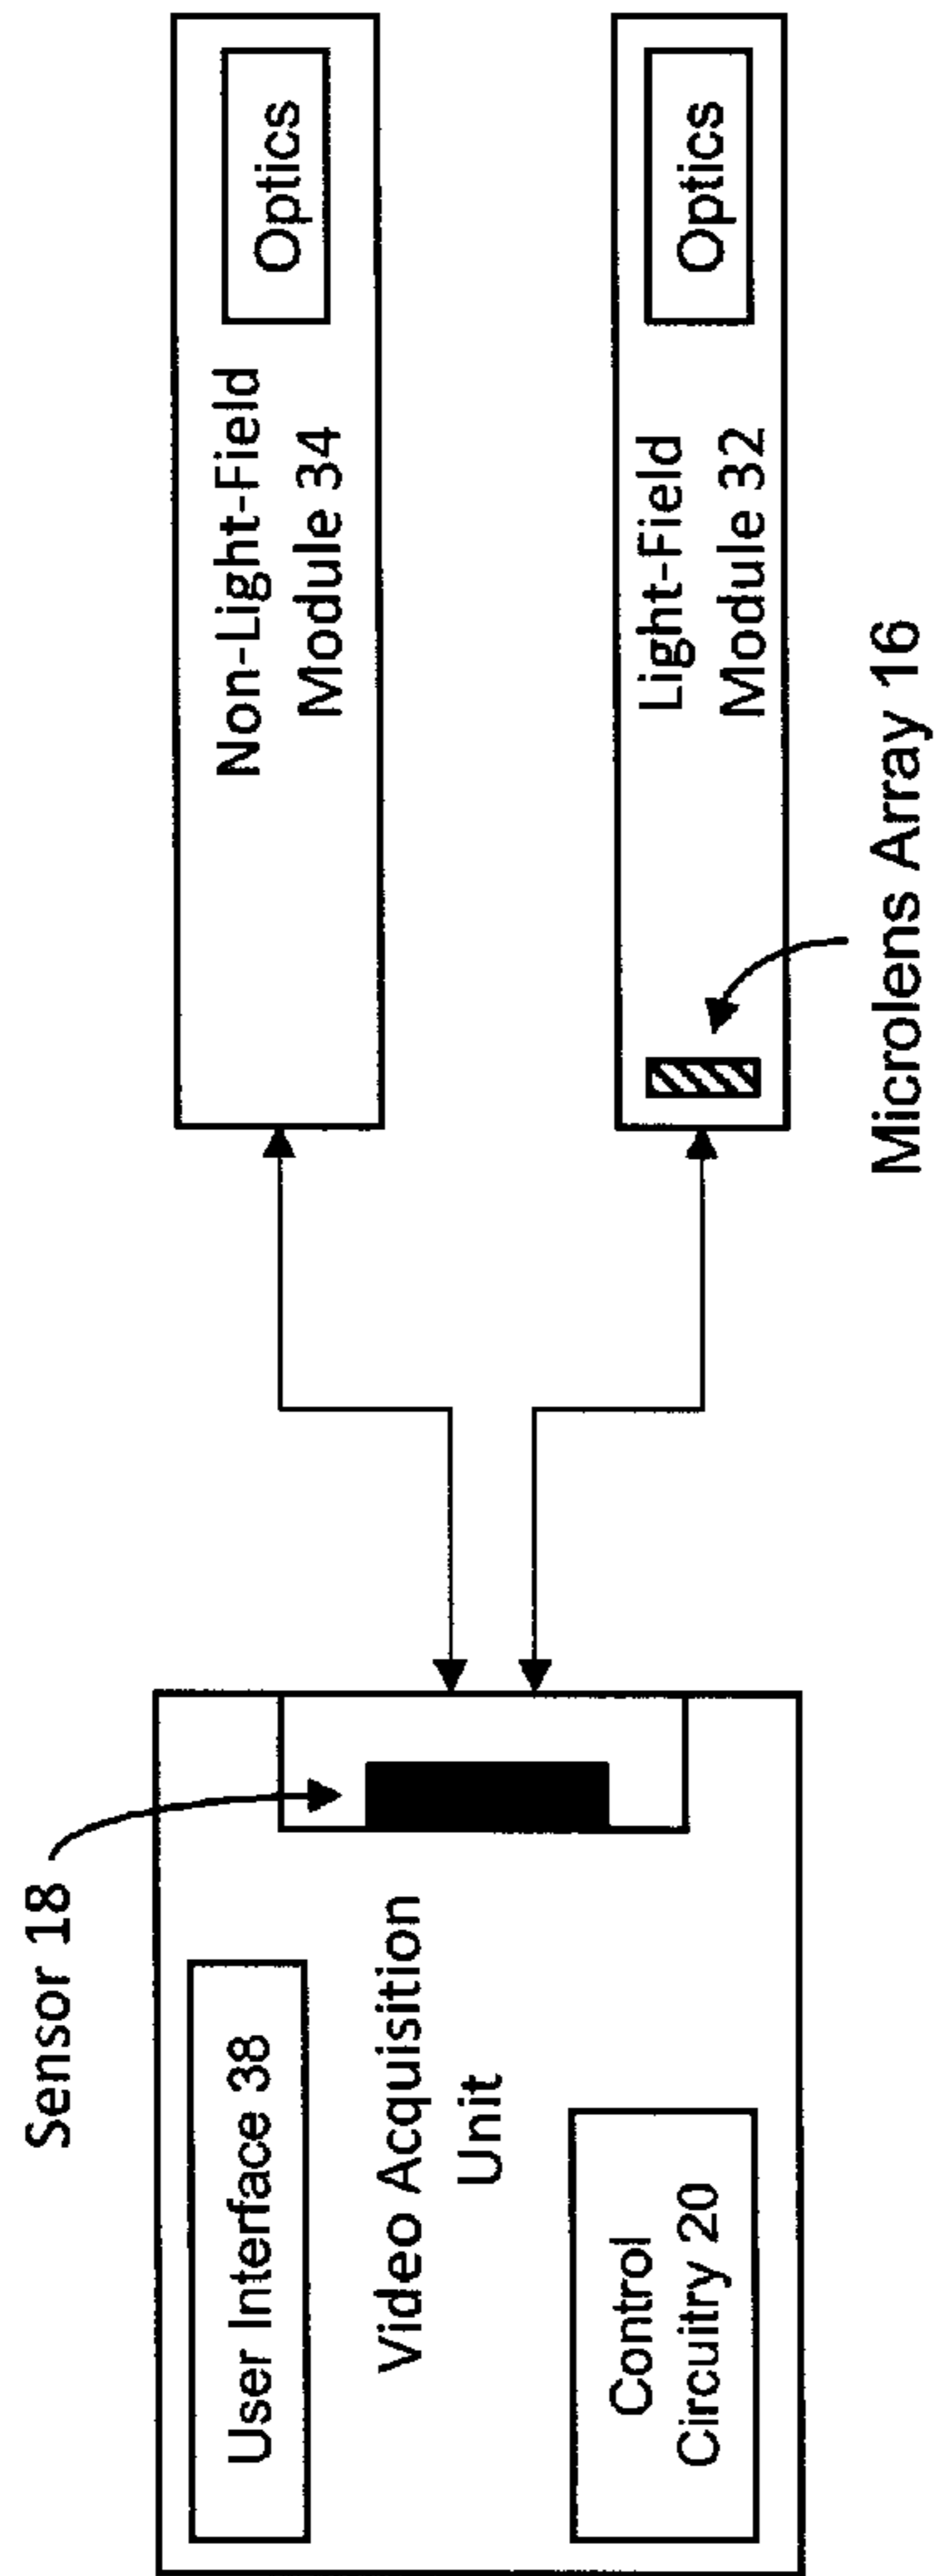 Sensor 18
User Interface 38
Video Acquisition
Unit
Control
Circuitry 20
Non-Light-Field
Module 34
Optics
Light-Field
Module 32
Optics
Microlens Array 16